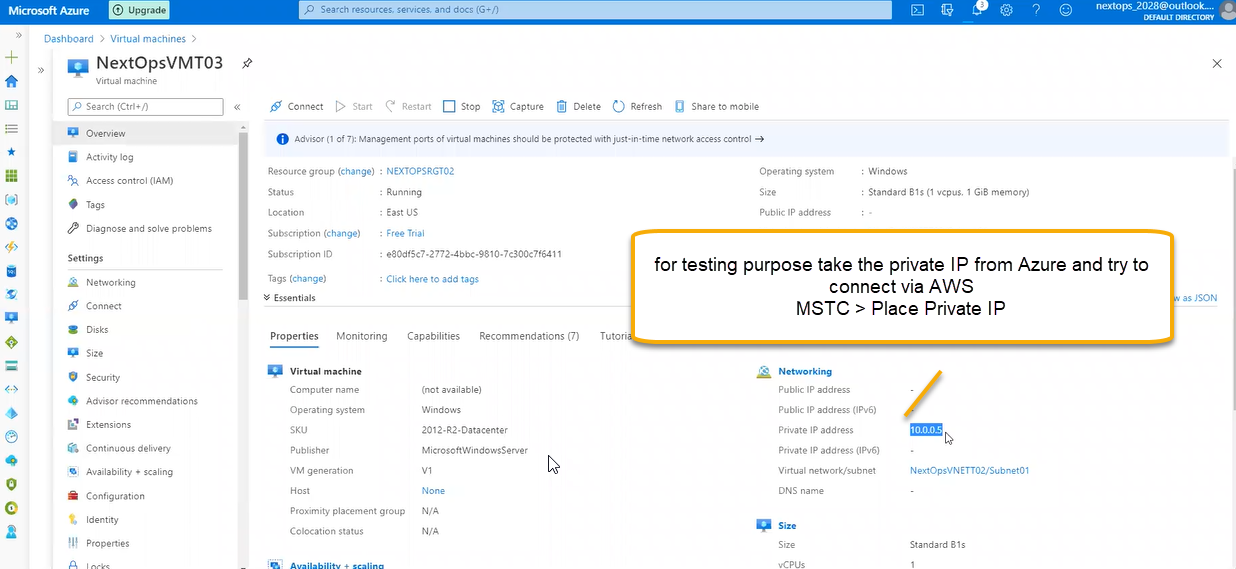 Microsoft Azure
Upgrade
Search resources, services, and docs (G+/)
3
nextops_2028@outlook....
DEFAULT DIRECTORY
Dashboard > Virtual machines >
NextOpsVMT03
Virtual machine
Search (Ctrl+/)
Connect Start Restart Stop Capture Delete Refresh Share to mobile
Overview
Activity log
Access control (IAM)
Tags
Diagnose and solve problems
Settings
Networking
Connect
Disks
Size
Security
Advisor recommendations
Extensions
Continuous delivery
Availability + scaling
Configuration
Identity
Properties
Locks
Advisor (1 of 7): Management ports of virtual machines should be protected with just-in-time network access control →
Resource group (change) : NEXTOPSRGT02
Status : Running
Location : East US
Subscription (change) : Free Trial
Subscription ID : e80df5c7-2772-4bbc-9810-7c300c7f6411
Tags (change) : Click here to add tags
Operating system : Windows
Size : Standard B1s (1 vcpus, 1 GiB memory)
Public IP address : -
for testing purpose take the private IP from Azure and try to
connect via AWS
MSTC > Place Private IP
Essentials
as JSON
Properties Monitoring Capabilities Recommendations (7)
Virtual machine
Computer name (not available)
Operating system Windows
SKU 2012-R2-Datacenter
Publisher MicrosoftWindowsServer
VM generation V1
Host None
Proximity placement group N/A
Colocation status N/A
Availability + scaling
Networking
Public IP address -
Public IP address (IPv6) -
Private IP address 10.0.0.5
Private IP address (IPv6) -
Virtual network/subnet NextOpsVNETT02/Subnet01
DNS name -
Size
Size Standard B1s
vCPUs 1